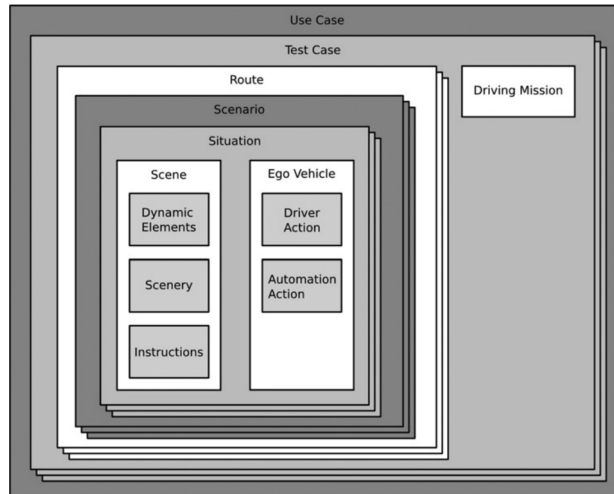 Use Case
Test Case
Route
Driving Mission
Scenario
Situation
Scene
Ego Vehicle
Dynamic
Elements
Driver
Action
Scenery
Automation
Action
Instructions